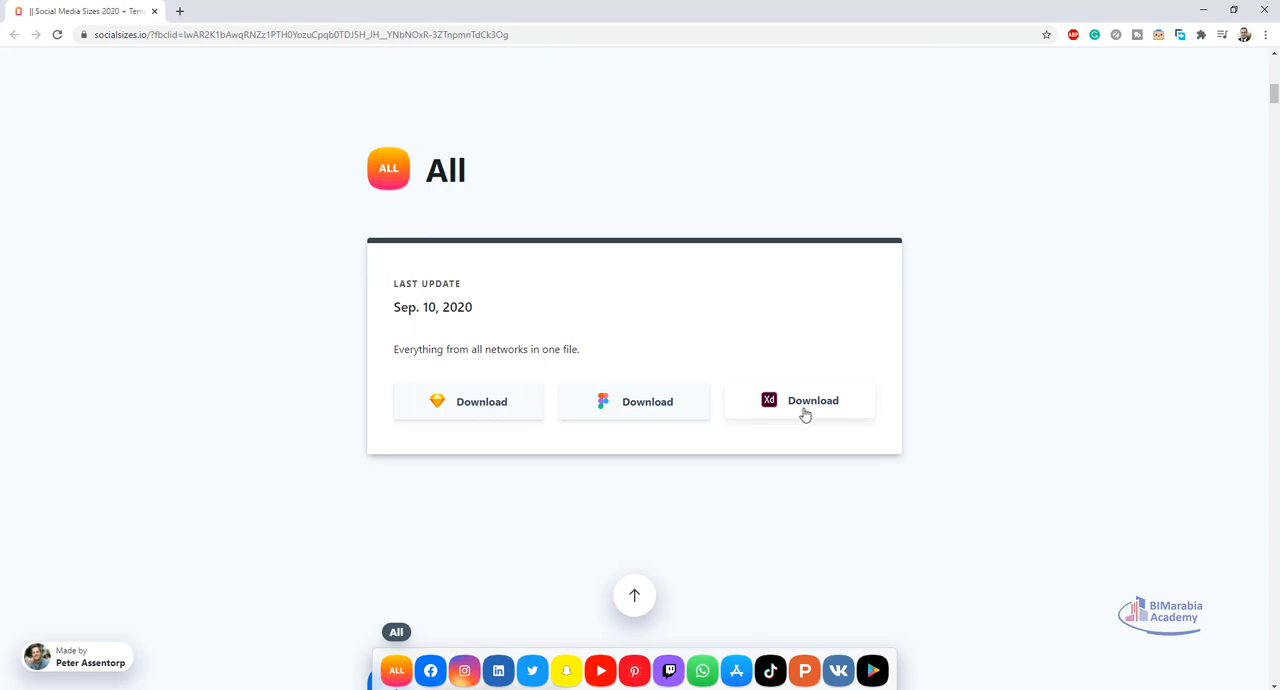 || Social Media Sizes 2020 + Tem
socialsizes.io/?fbclid=IwAR2K1bAwqRNZz1PTH0YozuCpqb0TDJ5H_JH__YNbNOxR-3ZTnpmnTdCk3Og
ABP
ALL
All
LAST UPDATE
Sep. 10, 2020
Everything from all networks in one file.
Download
Download
Xd Download
BIMarabia
Academy
All
Made by
Peter Assentorp
ALL